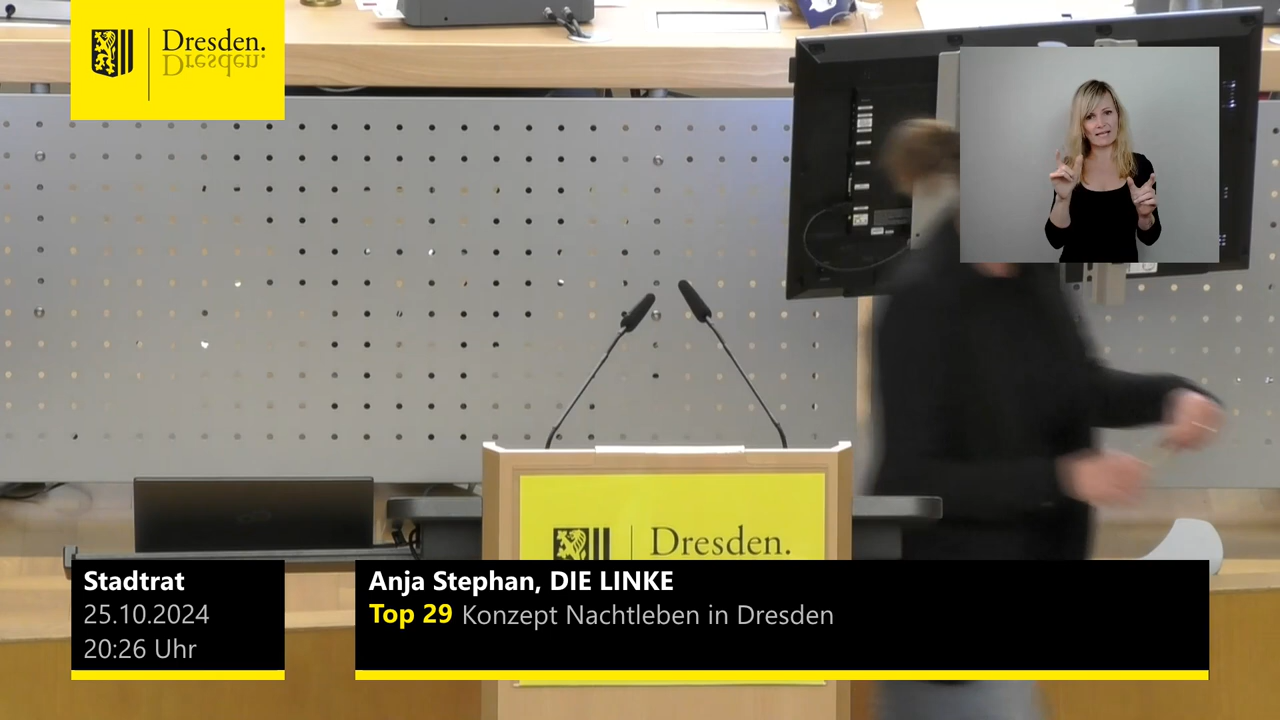 Dresden.
Dresden.
Dresden.
Stadtrat
25.10.2024
20:26 Uhr
Anja Stephan, DIE LINKE
Top 29 Konzept Nachtleben in Dresden